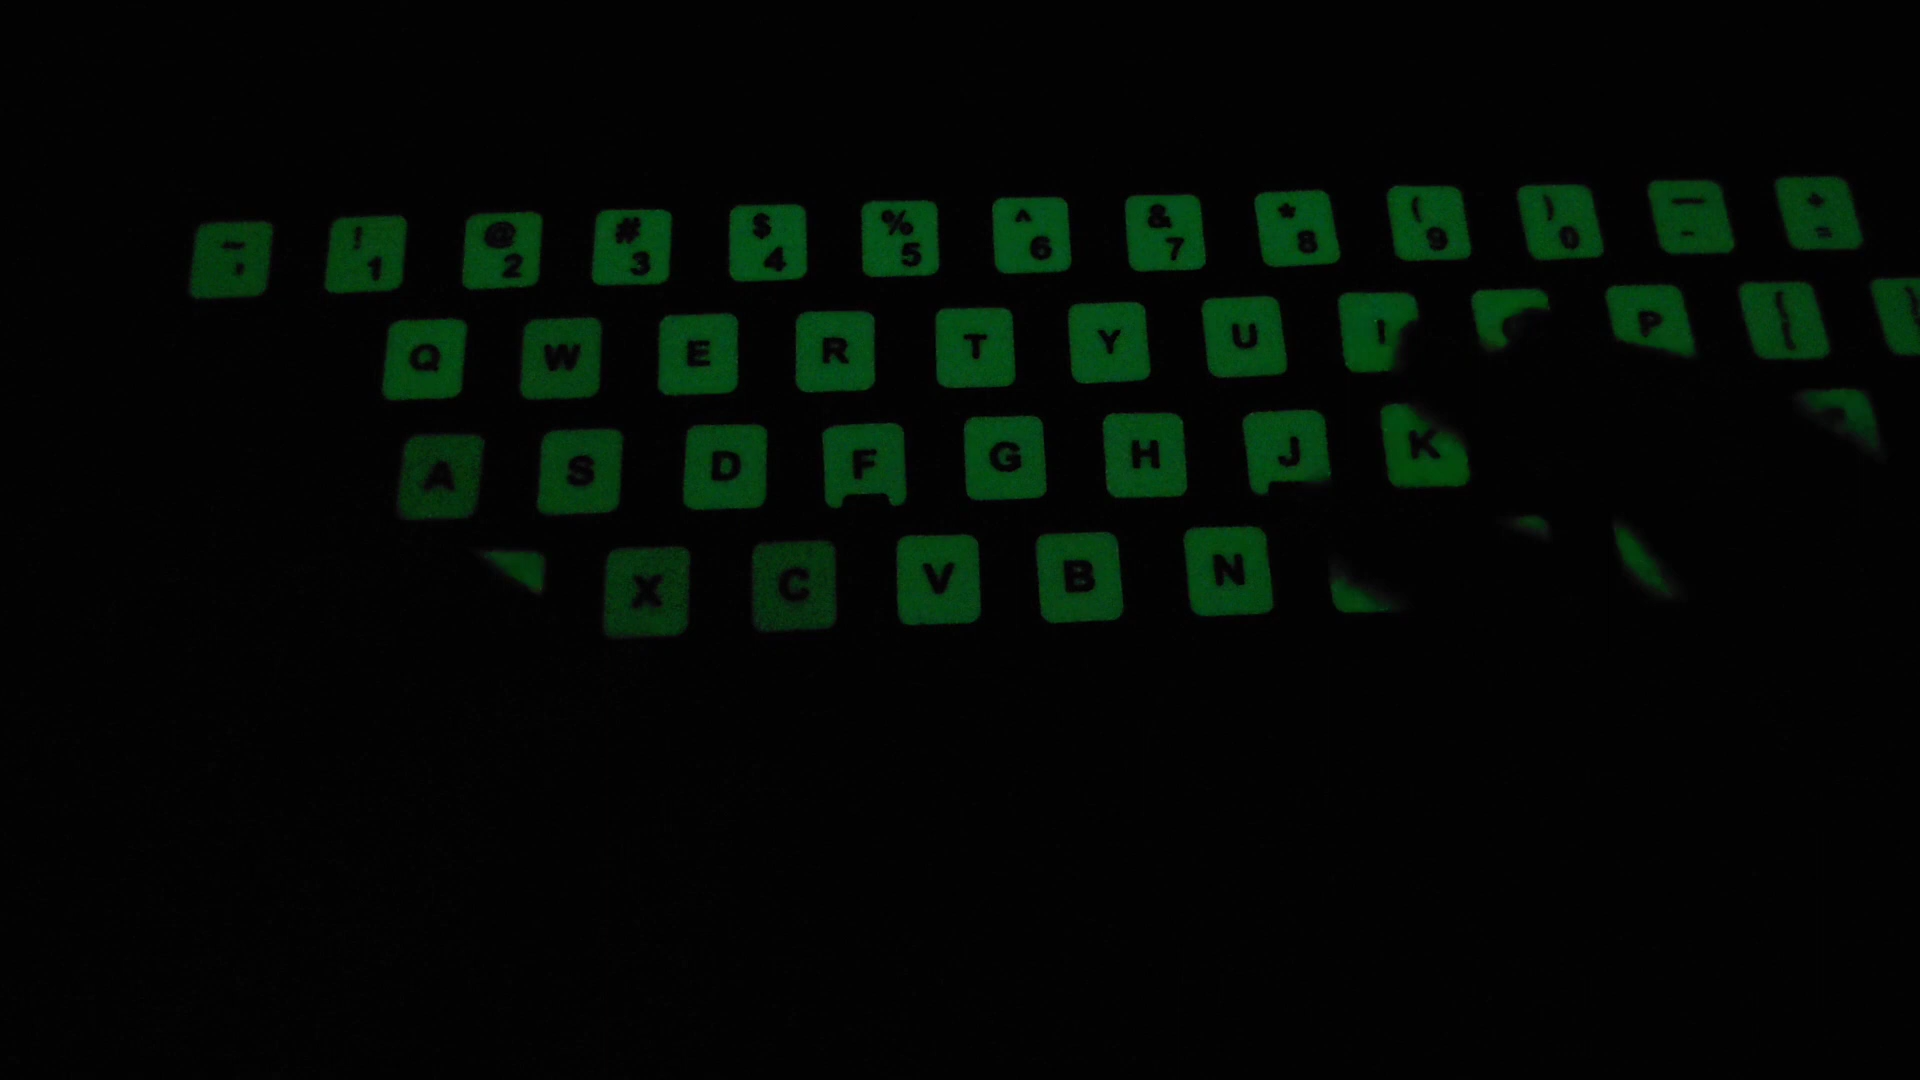 ~ ! @ # $ % ^ & * ( ) — +
' 1 2 3 4 5 6 7 8 9 0 - =
Q W E R T Y U I P {
A S D F G H J K
X C V B N